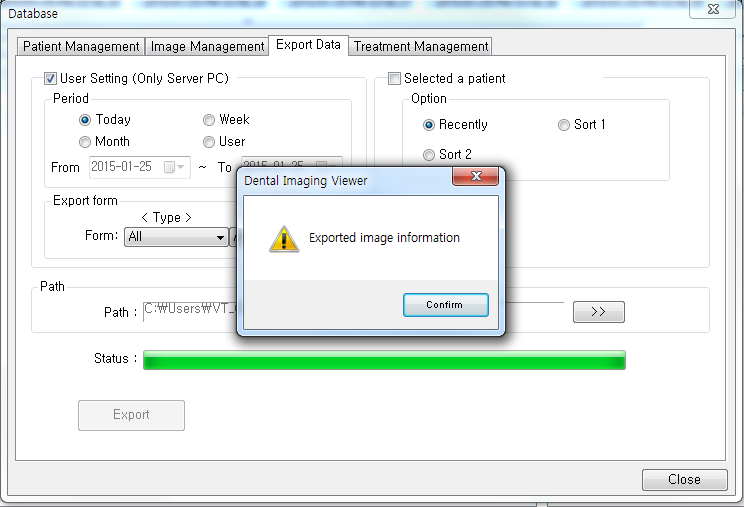 Database
Patient Management Image Management Export Data Treatment Management
User Setting (Only Server PC) Selected a patient
Period Option
Today Week Recently Sort 1
Month User Sort 2
From 2015-01-25 ~ To 2015-01-25
Dental Imaging Viewer
Exported image information
Confirm
Export form
< Type >
Form: All
Path
Path : C:₩Users₩VT_ >>
Status :
Export
Close